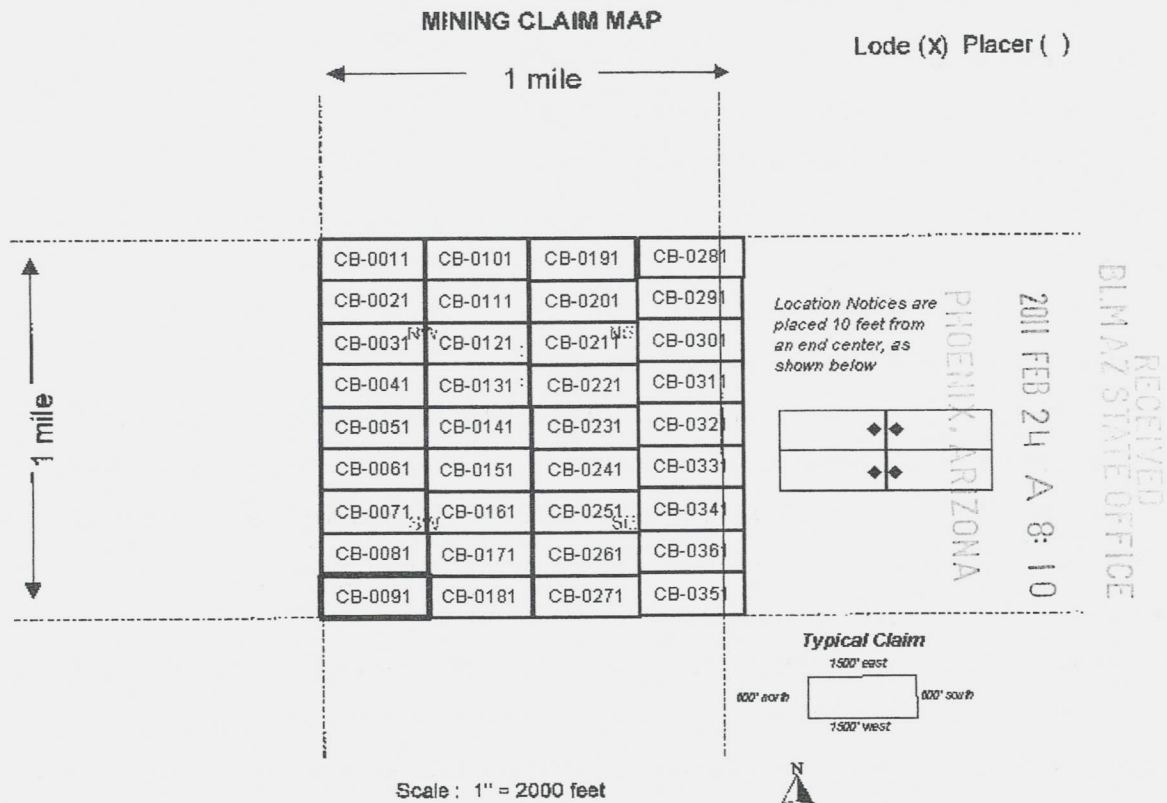 MINING CLAIM MAP
Lode (x) Placer ( )
1 mile
1 mile
CB-0011 CB-0101 CB-0191 CB-0281
CB-0021 CB-0111 CB-0201 CB-0291
CB-0031 CB-0121 CB-0211 CB-0301
CB-0041 CB-0131 CB-0221 CB-0311
CB-0051 CB-0141 CB-0231 CB-0321
CB-0061 CB-0151 CB-0241 CB-0331
CB-0071 CB-0161 CB-0251 CB-0341
CB-0081 CB-0171 CB-0261 CB-0361
CB-0091 CB-0181 CB-0271 CB-0351
NW
NE
SW
SE
Location Notices are
placed 10 feet from
an end center, as
shown below
RECEIVED
BLM AZ STATE OFFICE
2011 FEB 24 A 8:10
PHOENIX, ARIZONA
Typical Claim
1500' east
600' north
600' south
1500' west
Scale : 1" = 2000 feet
N